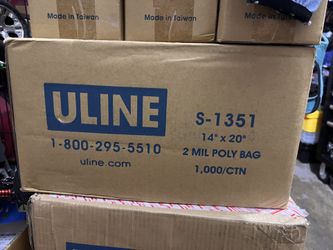 Made in Taiwan
Made in Taiwan
Made in Taiwan
ULINE
1-800-295-5510
uline.com
S-1351
14" x 20"
2 MIL POLY BAG
1,000/CTN